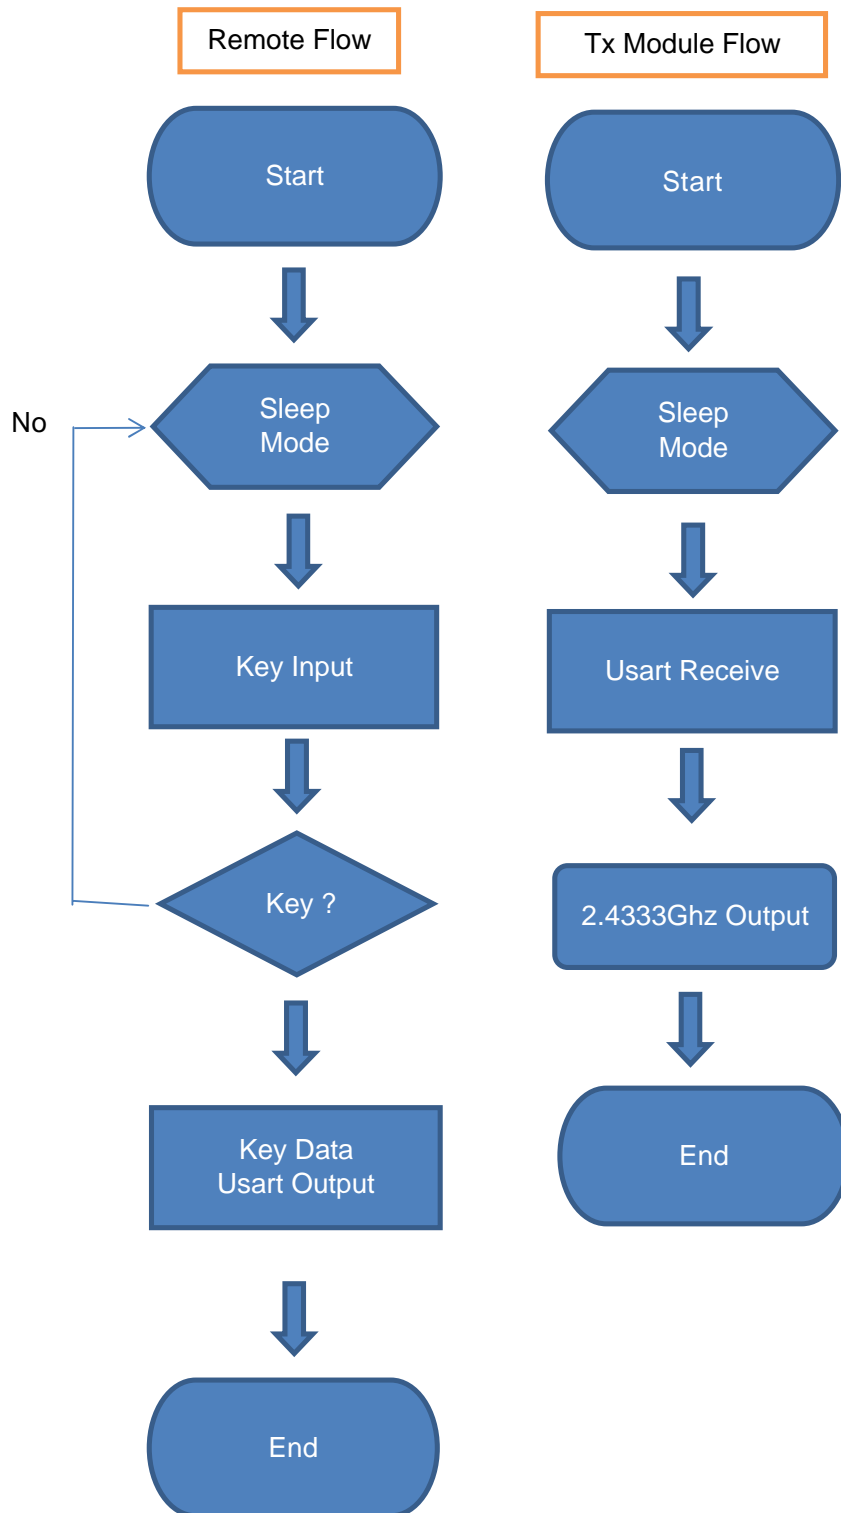 Remote Flow
Start
No
Sleep
Mode
Key Input
Key ?
Key Data
Usart Output
End
Tx Module Flow
Start
Sleep
Mode
Usart Receive
2.4333Ghz Output
End